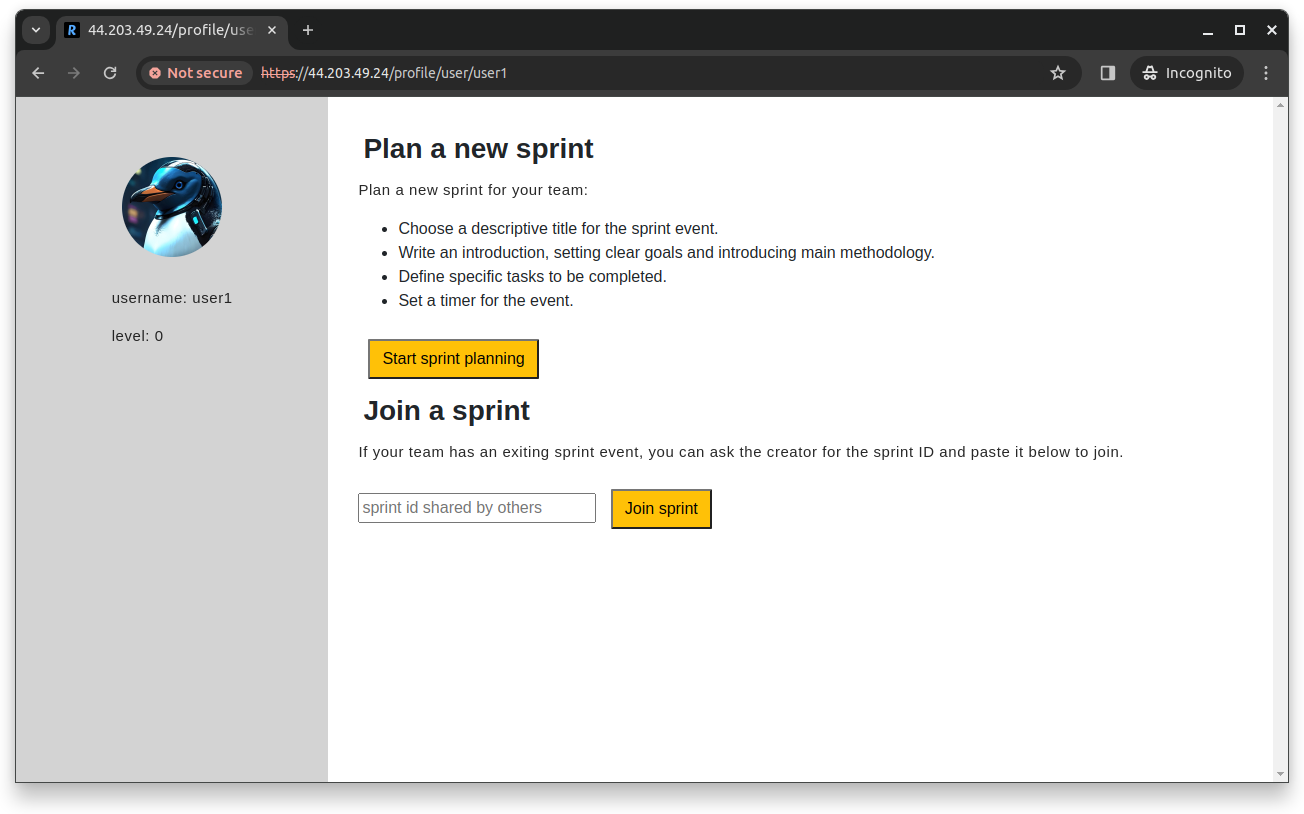 44.203.49.24/profile/use
Not secure
https://44.203.49.24/profile/user/user1
Incognito
username: user1
level: 0
Plan a new sprint
Plan a new sprint for your team:
Choose a descriptive title for the sprint event.
Write an introduction, setting clear goals and introducing main methodology.
Define specific tasks to be completed.
Set a timer for the event.
Start sprint planning
Join a sprint
If your team has an exiting sprint event, you can ask the creator for the sprint ID and paste it below to join.
sprint id shared by others
Join sprint